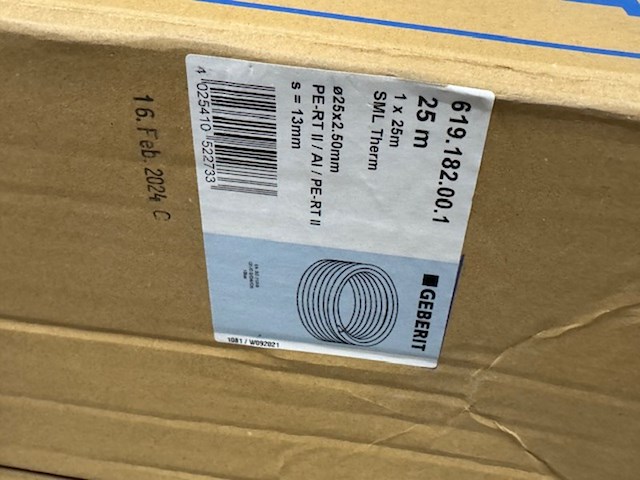 619.182.00.1
25 m
1 x 25m
SML Therm
ø25x2.50mm
PE-RT II / Al / PE-RT II
s = 13mm
4 025410 522733
GEBERIT
1081 / W092021
16. Feb. 2024 C